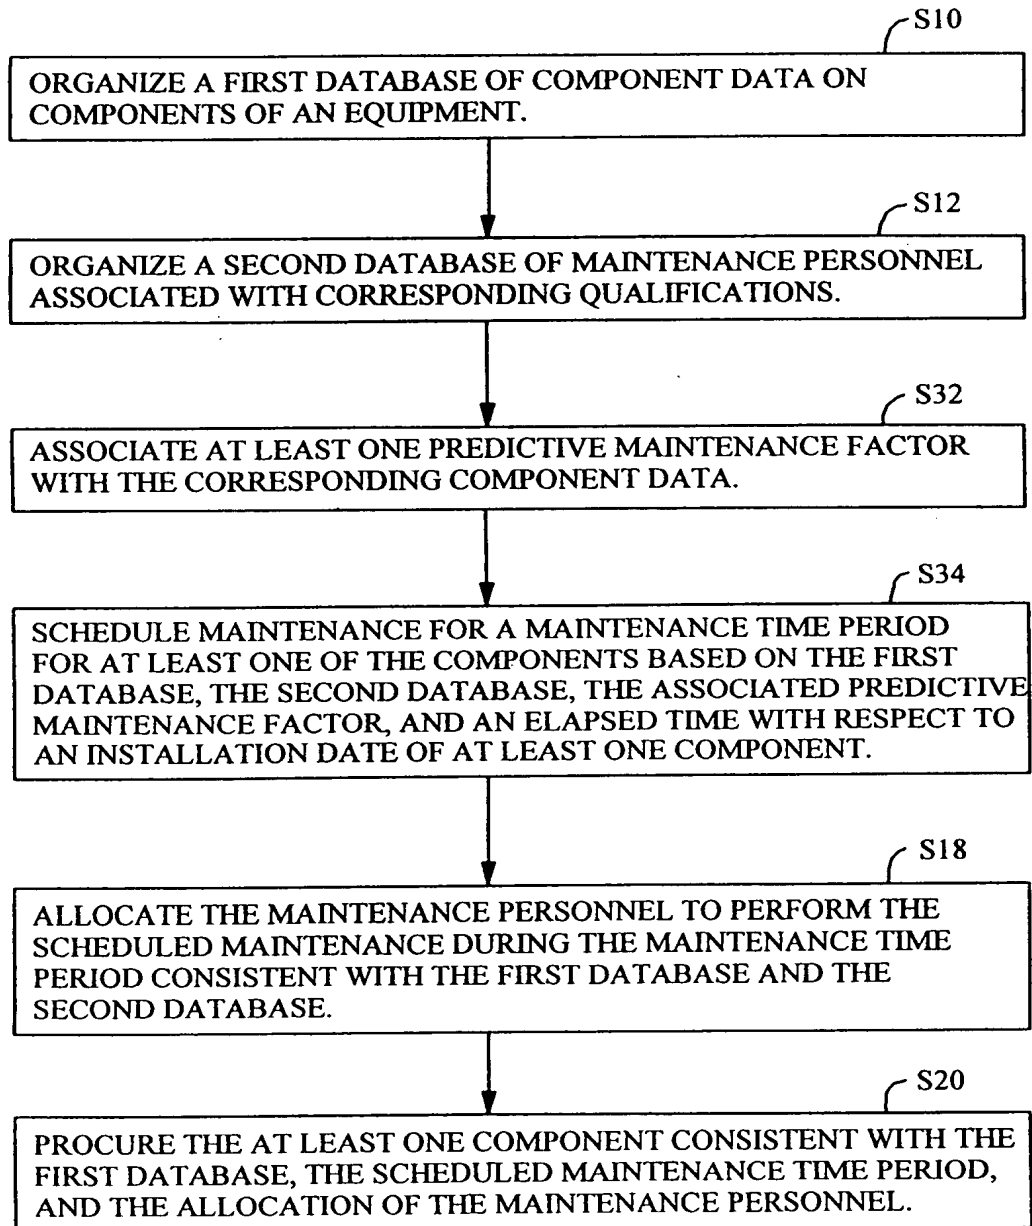 S10
ORGANIZE A FIRST DATABASE OF COMPONENT DATA ON
COMPONENTS OF AN EQUIPMENT.
S12
ORGANIZE A SECOND DATABASE OF MAINTENANCE PERSONNEL
ASSOCIATED WITH CORRESPONDING QUALIFICATIONS.
S32
ASSOCIATE AT LEAST ONE PREDICTIVE MAINTENANCE FACTOR
WITH THE CORRESPONDING COMPONENT DATA.
S34
SCHEDULE MAINTENANCE FOR A MAINTENANCE TIME PERIOD
FOR AT LEAST ONE OF THE COMPONENTS BASED ON THE FIRST
DATABASE, THE SECOND DATABASE, THE ASSOCIATED PREDICTIVE
MAINTENANCE FACTOR, AND AN ELAPSED TIME WITH RESPECT TO
AN INSTALLATION DATE OF AT LEAST ONE COMPONENT.
S18
ALLOCATE THE MAINTENANCE PERSONNEL TO PERFORM THE
SCHEDULED MAINTENANCE DURING THE MAINTENANCE TIME
PERIOD CONSISTENT WITH THE FIRST DATABASE AND THE
SECOND DATABASE.
S20
PROCURE THE AT LEAST ONE COMPONENT CONSISTENT WITH THE
FIRST DATABASE, THE SCHEDULED MAINTENANCE TIME PERIOD,
AND THE ALLOCATION OF THE MAINTENANCE PERSONNEL.